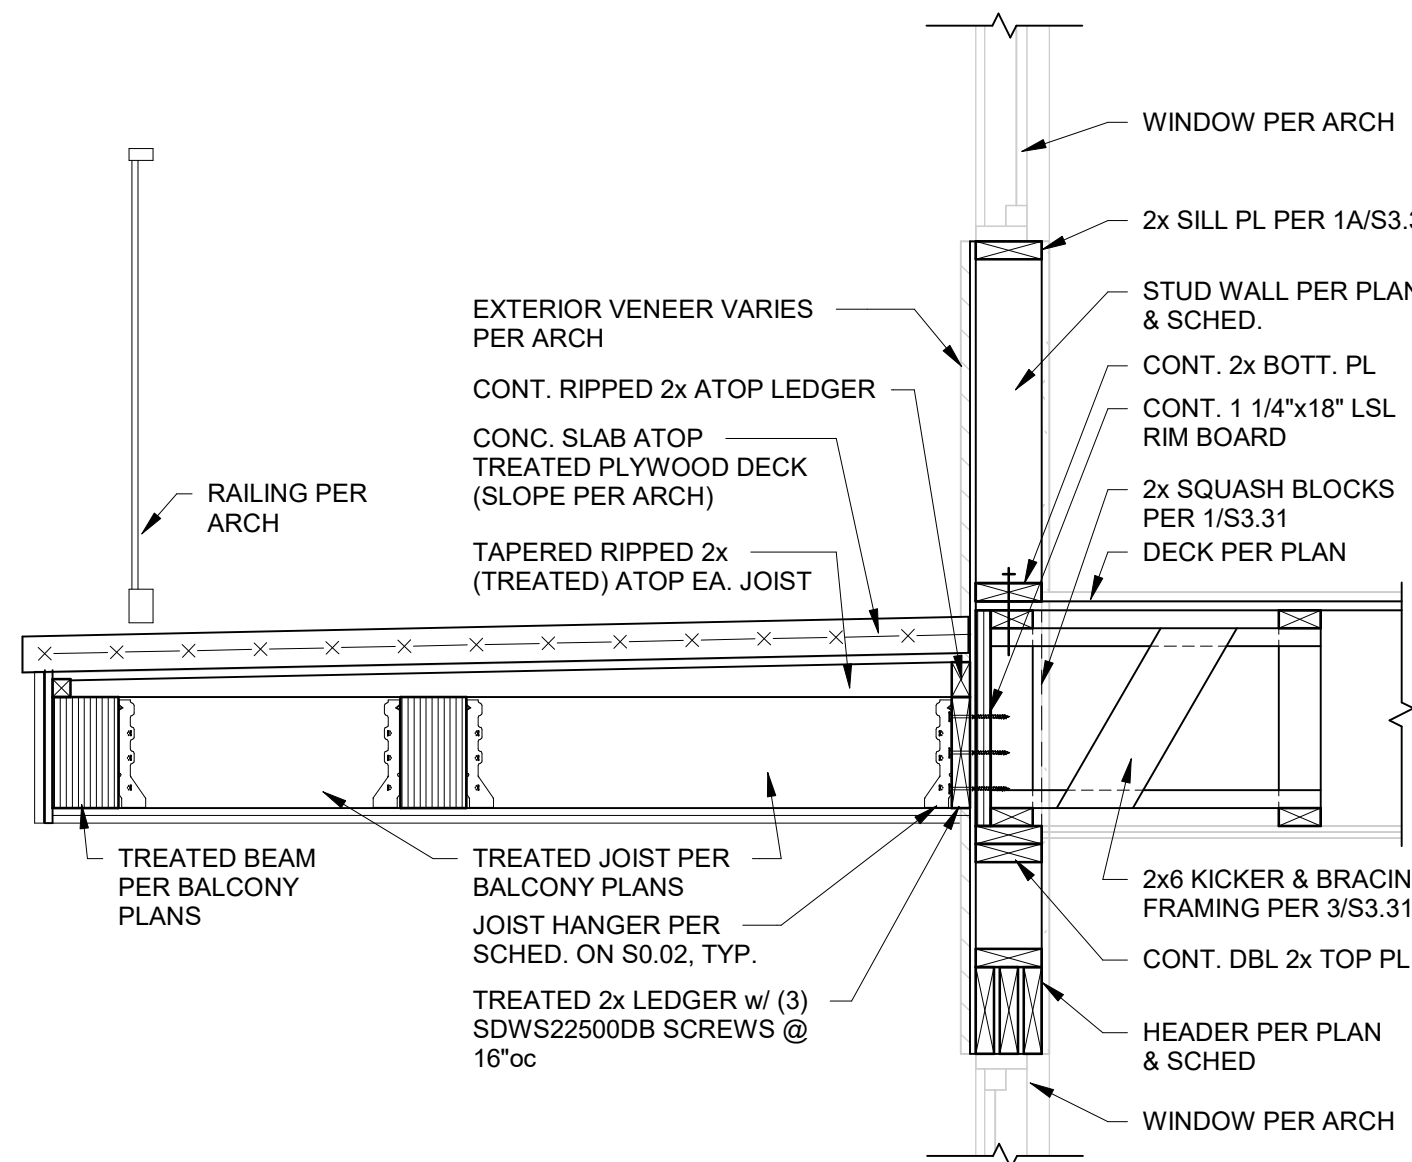 WINDOW PER ARCH
2x SILL PL PER 1A/S3.
EXTERIOR VENEER VARIES
PER ARCH
STUD WALL PER PLAN
& SCHED.
CONT. RIPPED 2x ATOP LEDGER
CONT. 2x BOTT. PL
CONC. SLAB ATOP
TREATED PLYWOOD DECK
(SLOPE PER ARCH)
CONT. 1 1/4"x18" LSL
RIM BOARD
RAILING PER
ARCH
2x SQUASH BLOCKS
PER 1/S3.31
TAPERED RIPPED 2x
(TREATED) ATOP EA. JOIST
DECK PER PLAN
TREATED BEAM
PER BALCONY
PLANS
TREATED JOIST PER
BALCONY PLANS
2x6 KICKER & BRACIN
FRAMING PER 3/S3.31
JOIST HANGER PER
SCHED. ON S0.02, TYP.
CONT. DBL 2x TOP PL
TREATED 2x LEDGER w/ (3)
SDWS22500DB SCREWS @
16"oc
HEADER PER PLAN
& SCHED
WINDOW PER ARCH